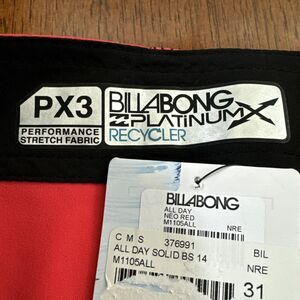 PX3
PERFORMANCE
STRETCH FABRIC
BILLABONG
PLATINUM X
RECYCLER
BILLABONG
ALL DAY
NEO RED
M1105ALL
NRE
C M S 376991 BIL
ALL DAY SOLID BS 14
M1105ALL NRE
31